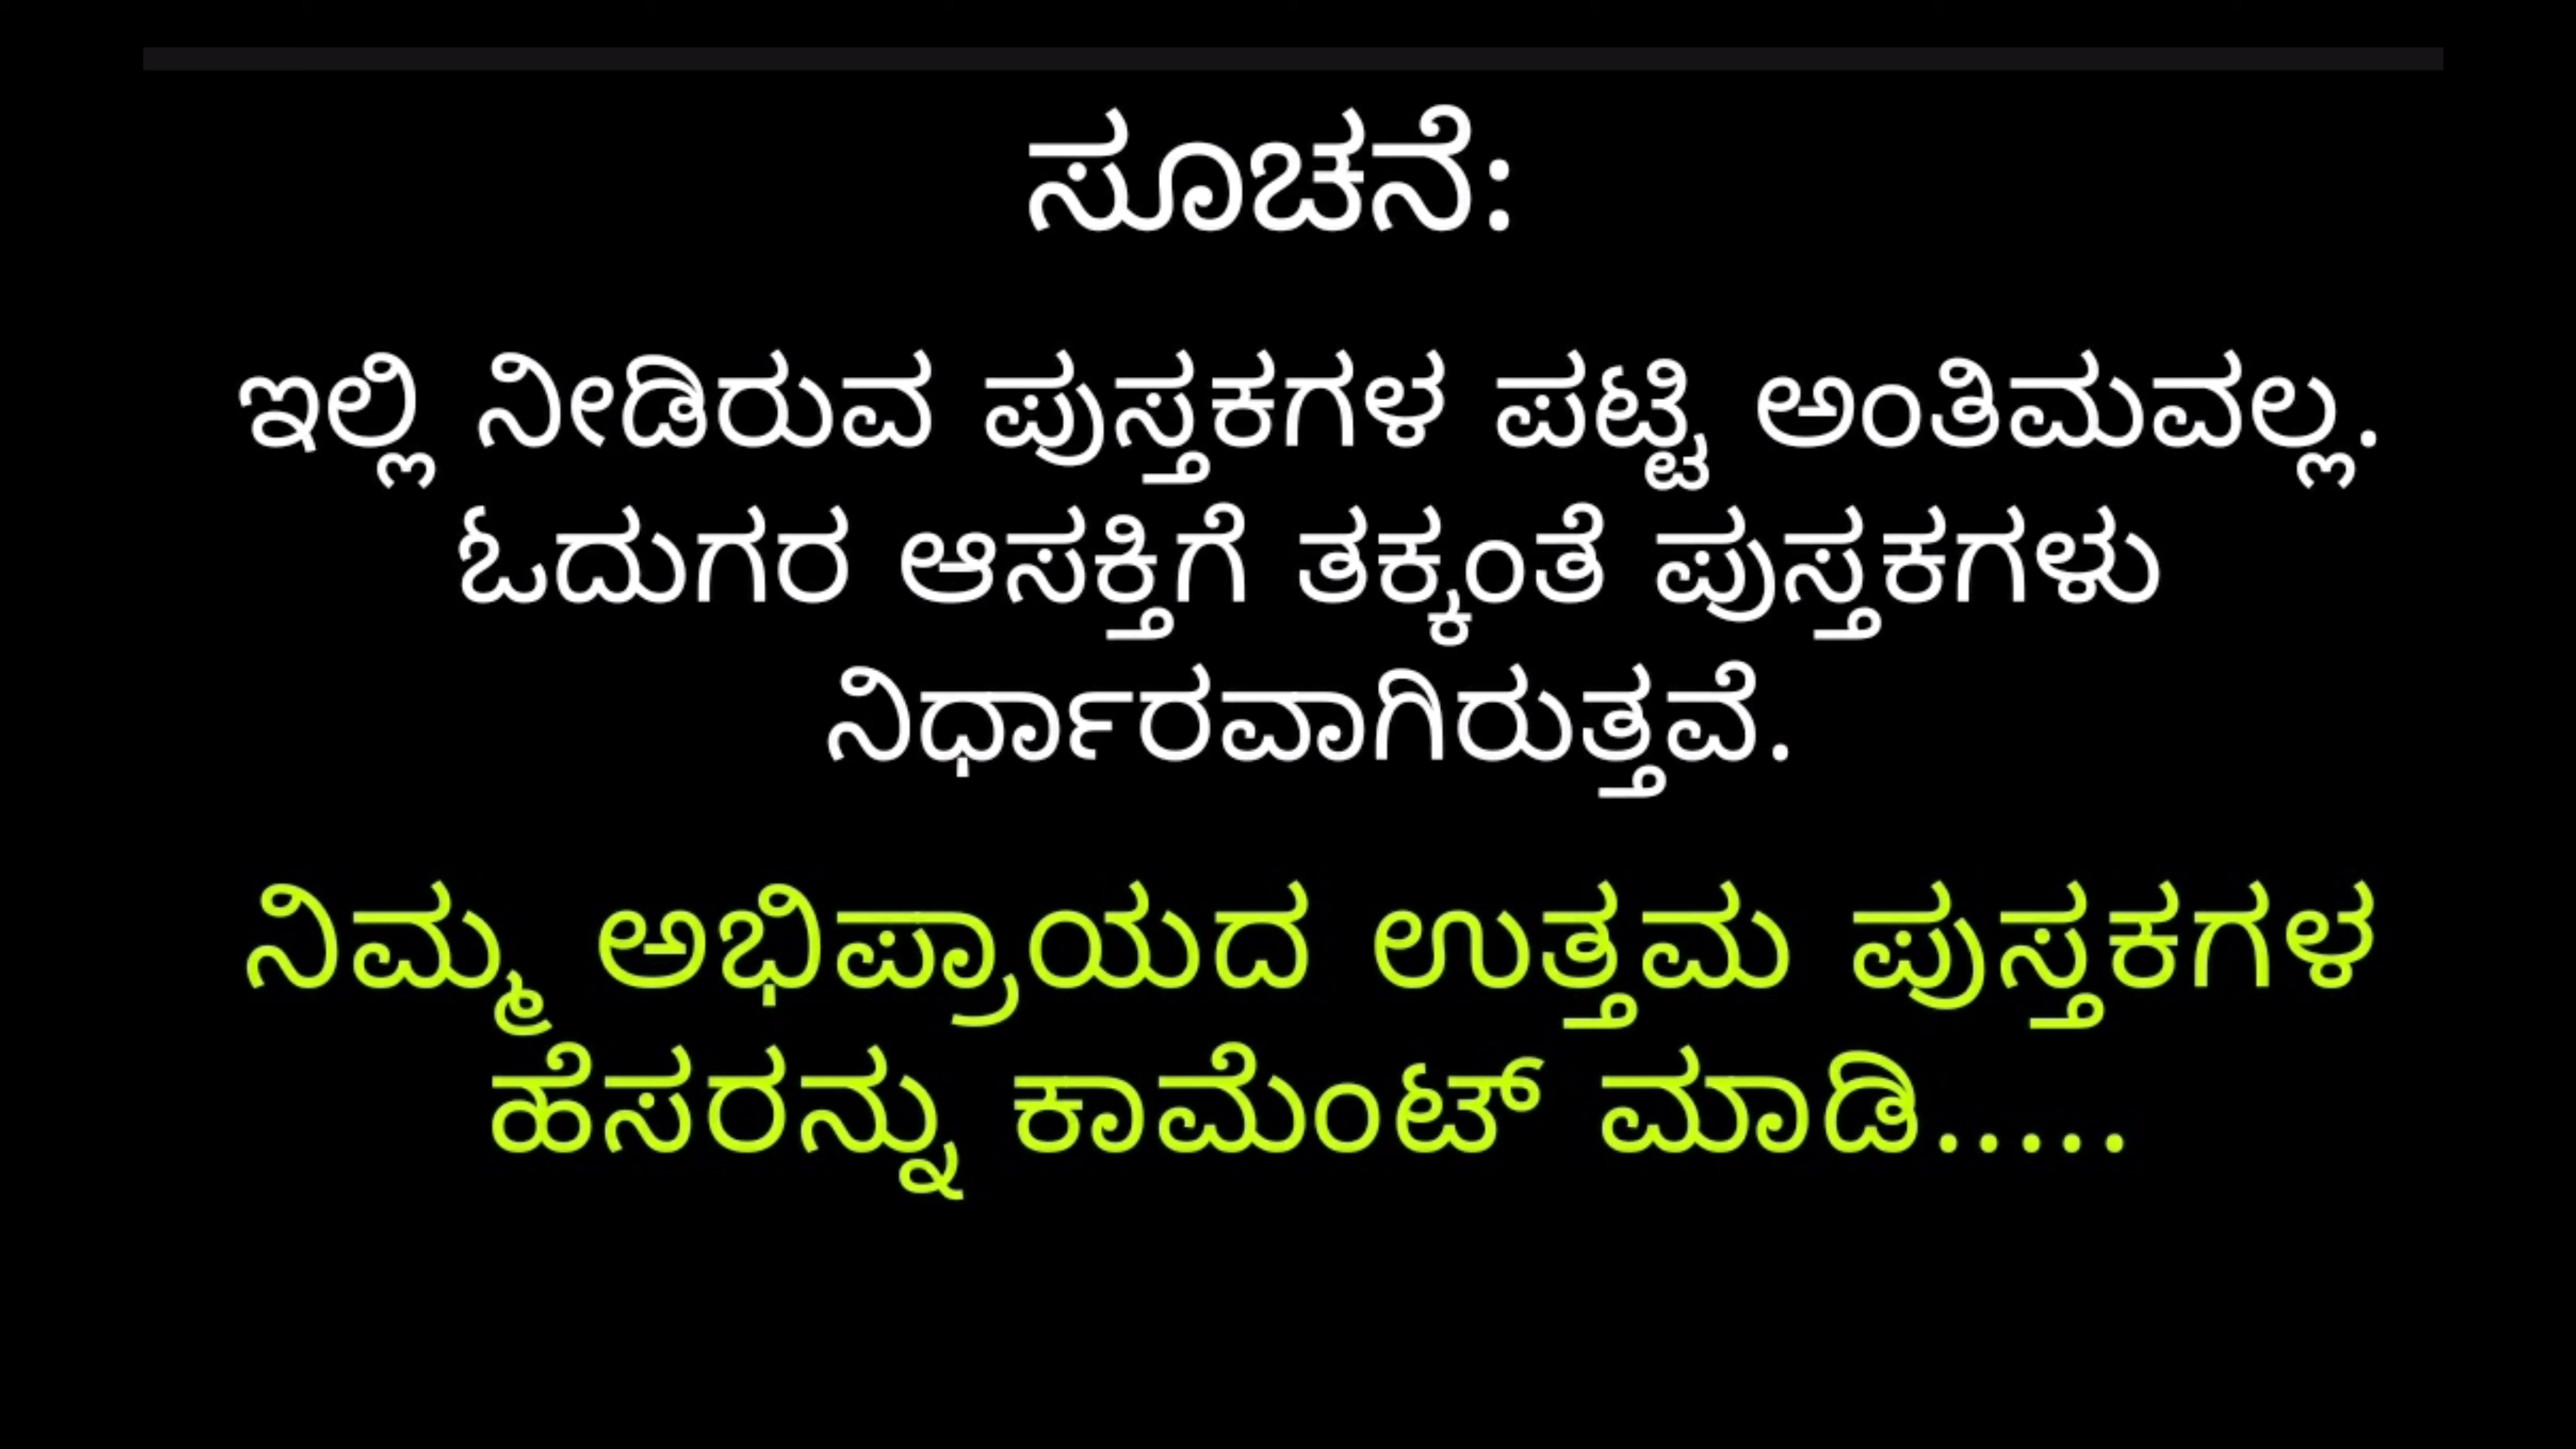 ಸೂಚನೆ:
ಇಲ್ಲಿ ನೀಡಿರುವ ಪುಸ್ತಕಗಳ ಪಟ್ಟಿ ಅಂತಿಮವಲ್ಲ.
ಓದುಗರ ಆಸಕ್ತಿಗೆ ತಕ್ಕಂತೆ ಪುಸ್ತಕಗಳು
ನಿರ್ಧಾರವಾಗಿರುತ್ತವೆ.
ನಿಮ್ಮ ಅಭಿಪ್ರಾಯದ ಉತ್ತಮ ಪುಸ್ತಕಗಳ
ಹೆಸರನ್ನು ಕಾಮೆಂಟ್ ಮಾಡಿ.....